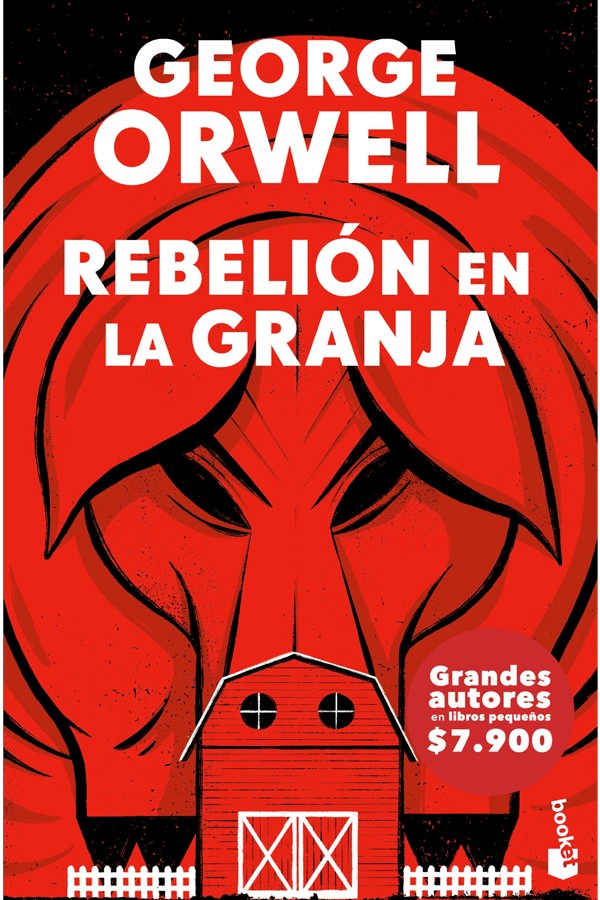 GEORGE
ORWELL
REBELIÓN EN
LA GRANJA
Grandes
autores
en libros pequeños
$7.900
booket